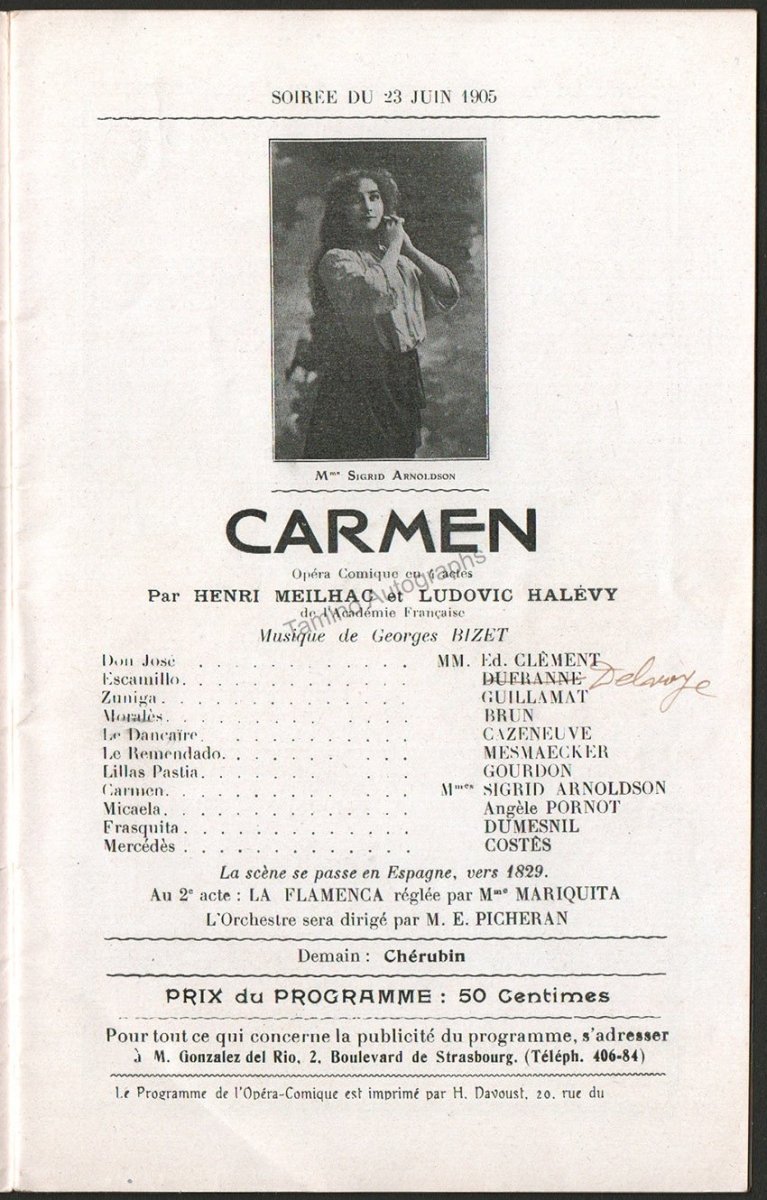 SOIREE DU 23 JUIN 1905
Mme SIGRID ARNOLDSON
CARMEN
Opéra Comique en 4 actes
Par HENRI MEILHAC et LUDOVIC HALÉVY
de l'Académie Française
Tamino Autographs
Musique de Georges BIZET
Don José . . . . . . . . . . . . MM. Ed. CLÉMENT
Escamillo. . . . . . . . . . . . DUFRANNE
Zuniga . . . . . . . . . . . . . GUILLAMAT
Moralès. . . . . . . . . . . . . BRUN
Le Dancaïre. . . . . . . . . . . CAZENEUVE
Le Remendado. . . . . . . . . . MESMAECKER
Lillas Pastia. . . . . . . . . . . GOURDON
Carmen. . . . . . . . . . . . . Mmes SIGRID ARNOLDSON
Micaela. . . . . . . . . . . . . Angèle PORNOT
Frasquita . . . . . . . . . . . . DUMESNIL
Mercédès . . . . . . . . . . . . COSTÊS
La scène se passe en Espagne, vers 1829.
Au 2e acte : LA FLAMENCA réglée par Mme MARIQUITA
L'Orchestre sera dirigé par M. E. PICHERAN
Demain : Chérubin
PRIX du PROGRAMME : 50 Centimes
Pour tout ce qui concerne la publicité du programme, s'adresser
à M. Gonzalez del Rio, 2, Boulevard de Strasbourg. (Téléph. 406-84)
Le Programme de l'Opéra-Comique est imprimé par H. Davoust, 20, rue du